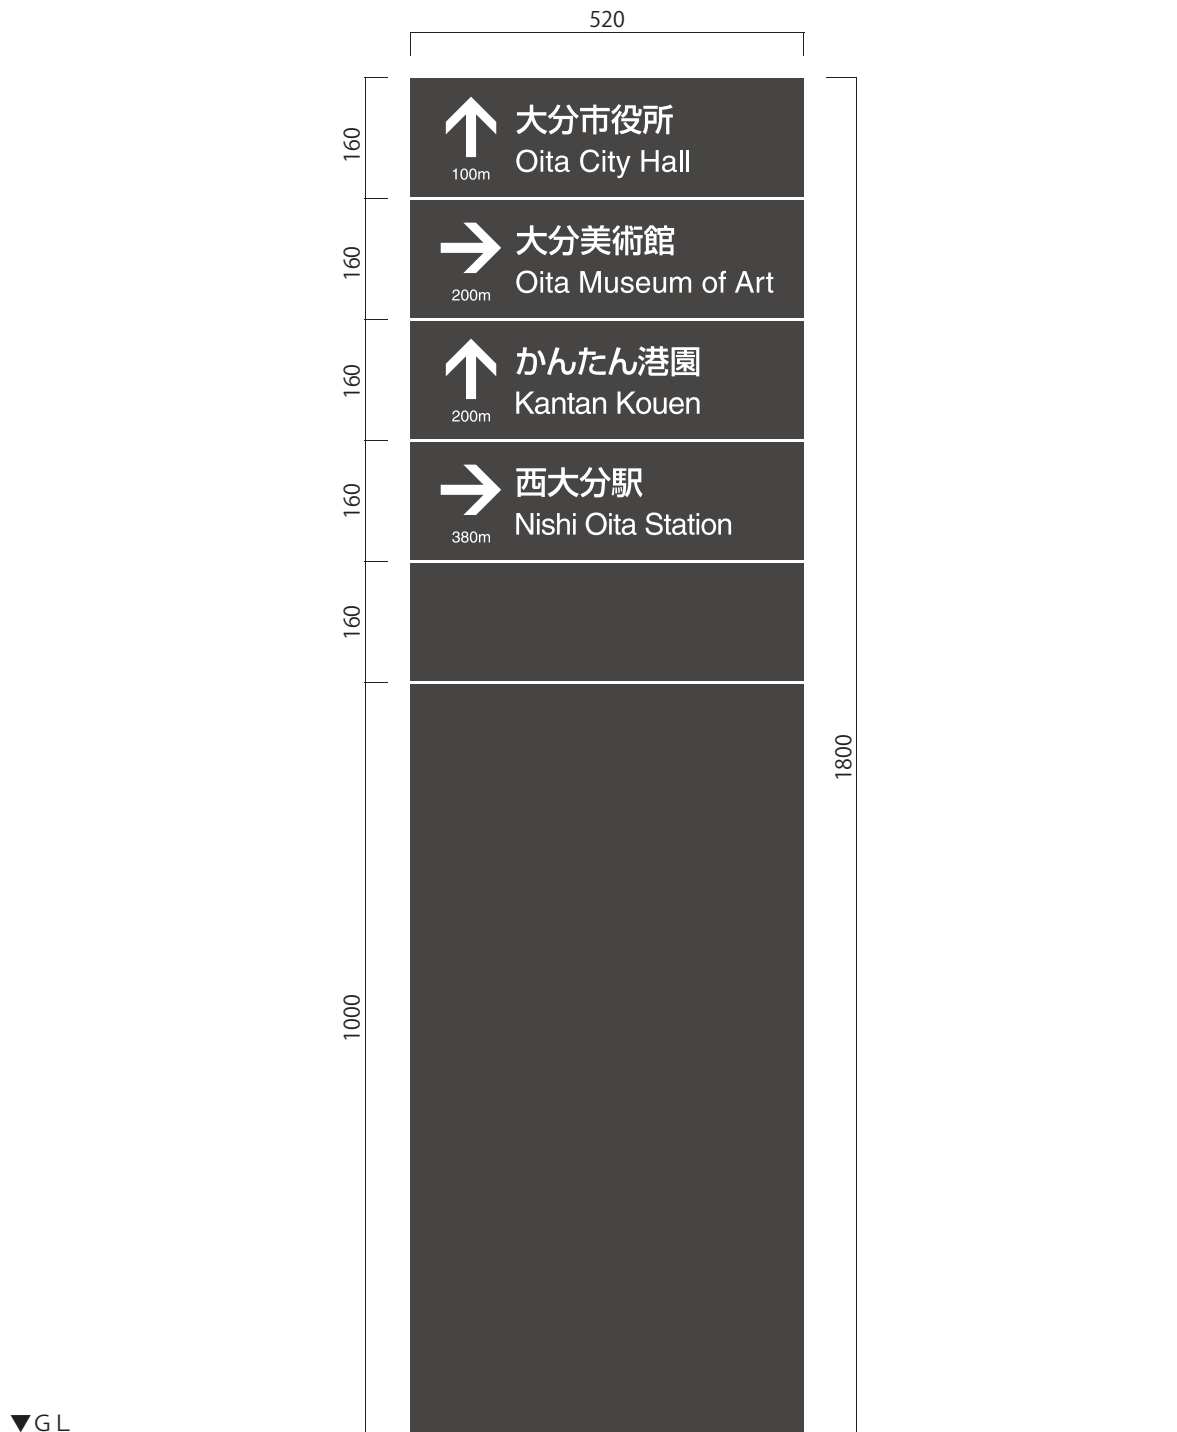 520
160
大分市役所
Oita City Hall
100m
160
大分美術館
Oita Museum of Art
200m
160
かんたん港園
Kantan Kouen
200m
160
西大分駅
Nishi Oita Station
380m
160
1800
1000
▼GL